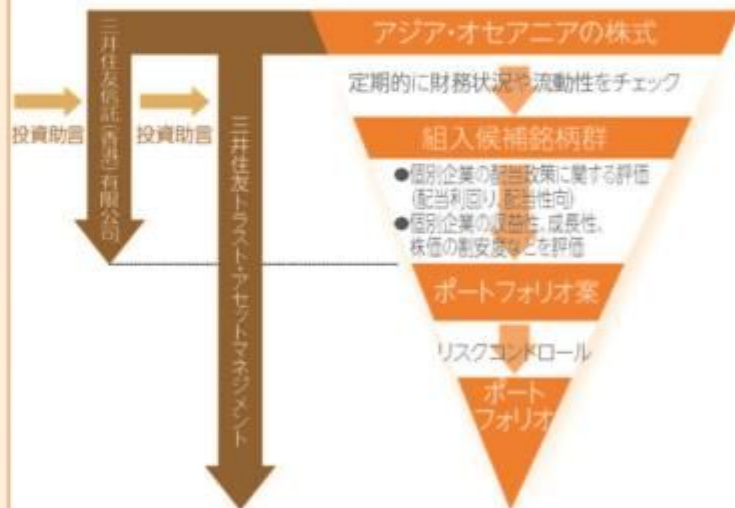 アジア・オセアニアの株式
定期的に財務状況や流動性をチェック
組入候補銘柄群
●個別企業の配当政策に関する評価
(配当利回り、配当性向)
●個別企業の収益性、成長性、
株価の割安度などを評価
ポートフォリオ案
リスクコントロール
ポート
フォリオ
投資助言
三井住友信託(香港)有限公司
投資助言
三井住友トラスト・アセットマネジメント